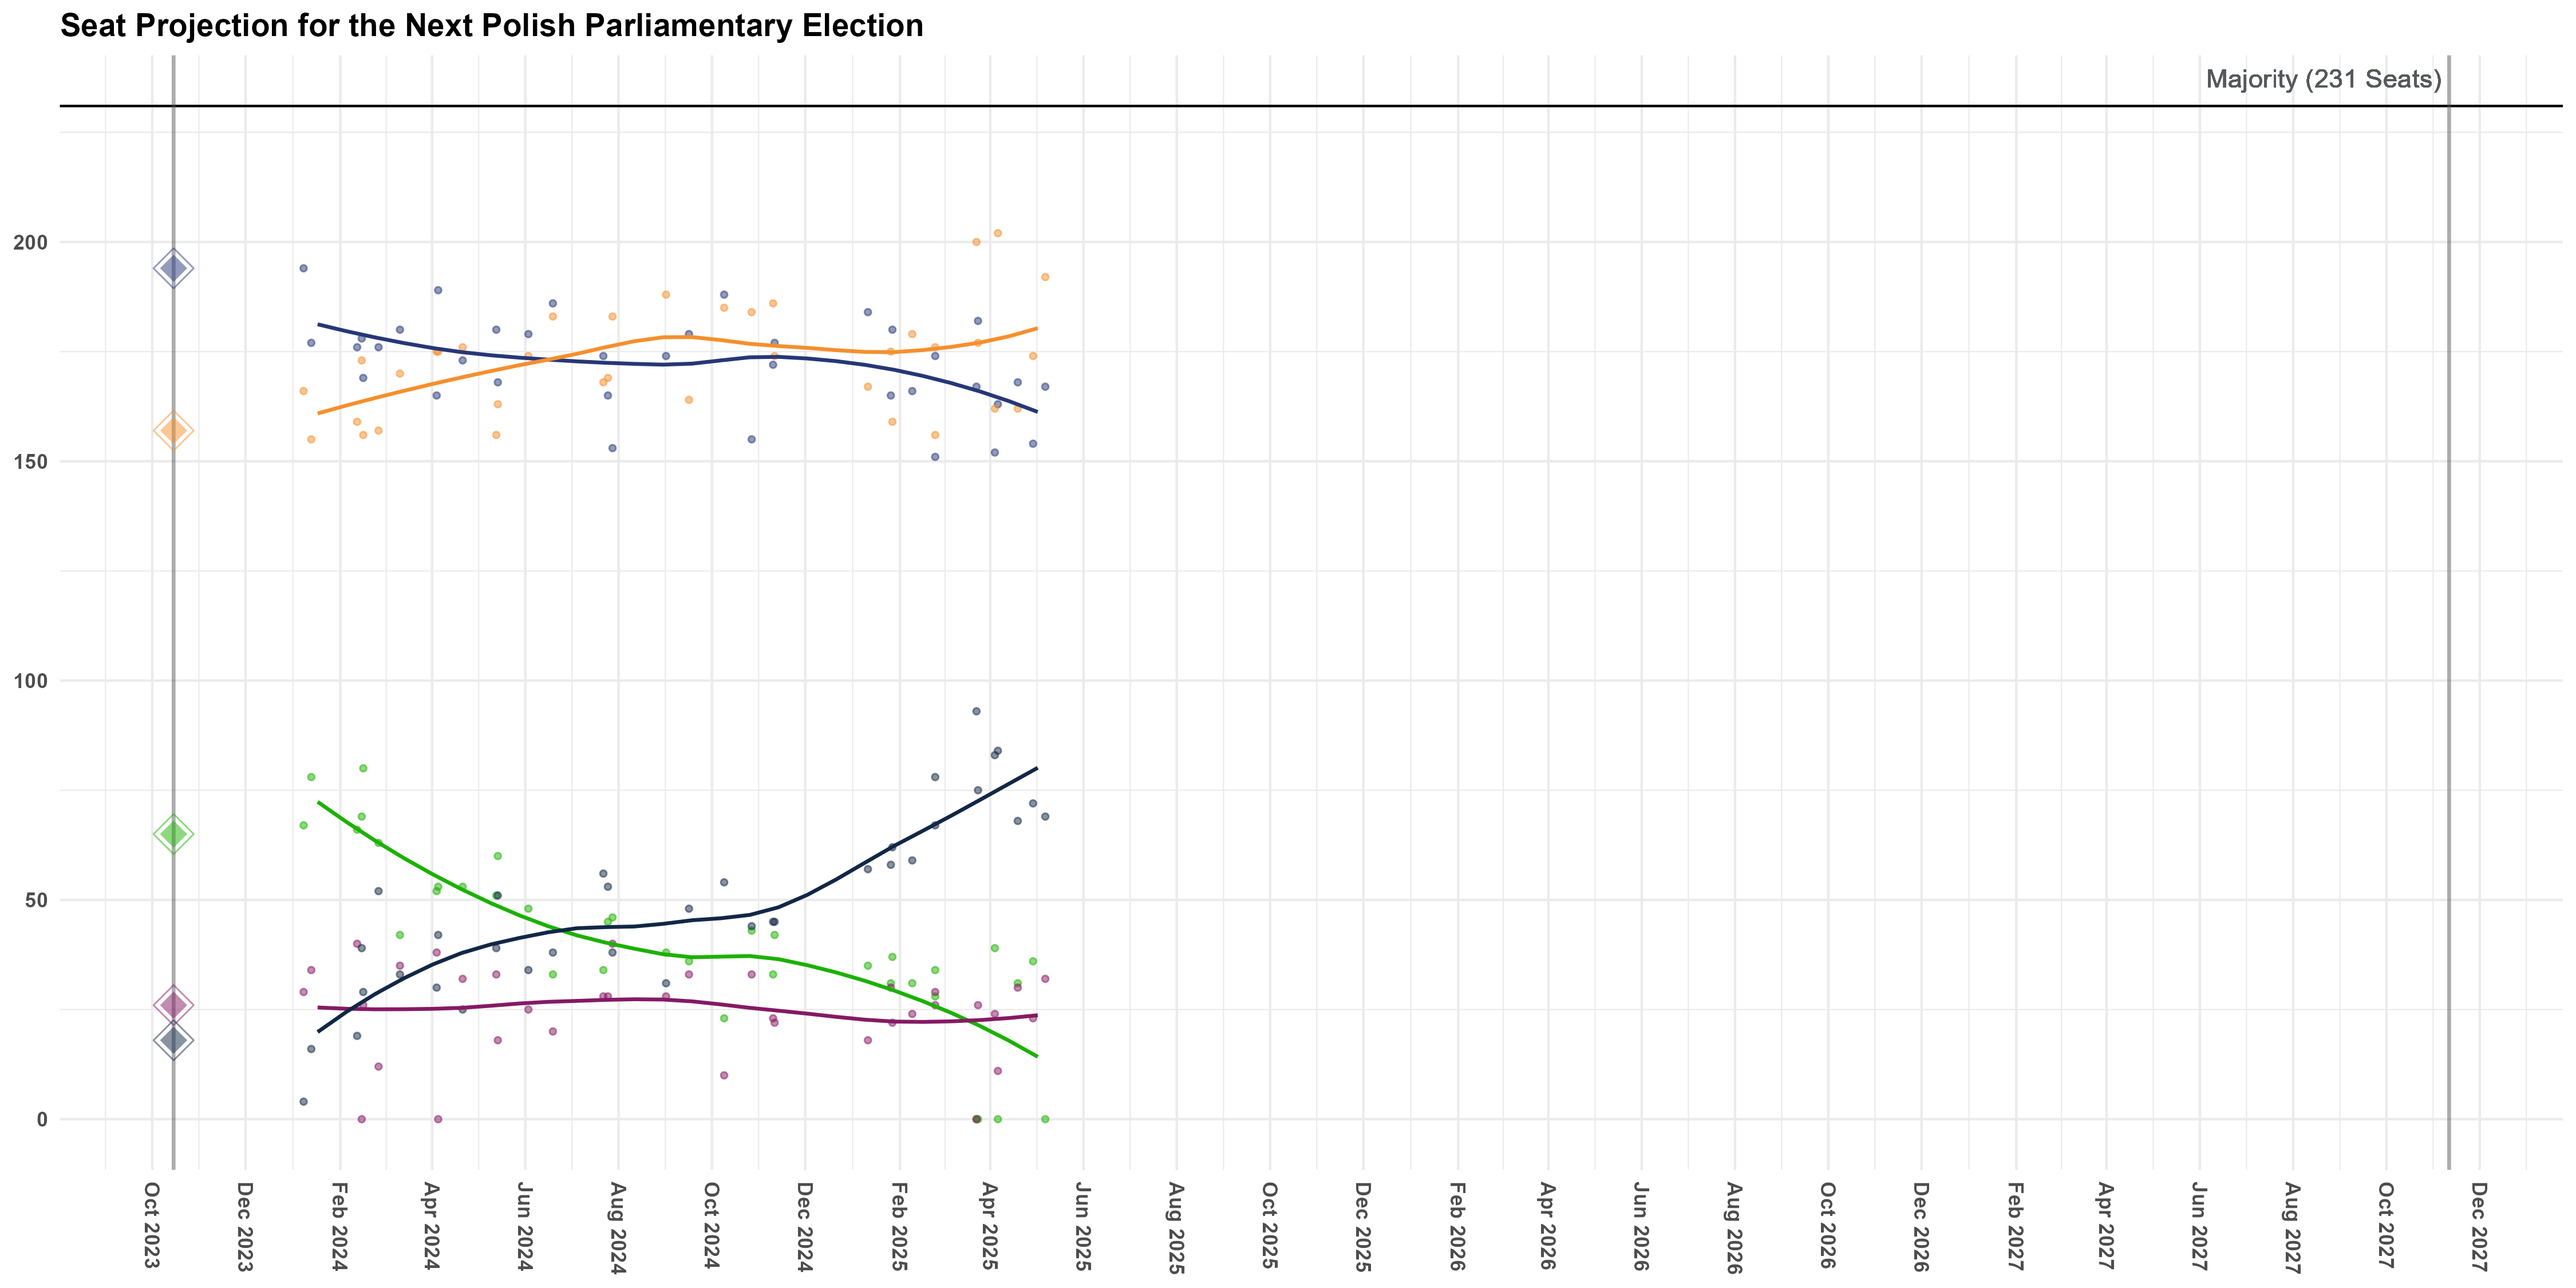 Seat Projection for the Next Polish Parliamentary Election
Majority (231 Seats)
200
150
100
50
0
Oct 2023
Dec 2023
Feb 2024
Apr 2024
Jun 2024
Aug 2024
Oct 2024
Dec 2024
Feb 2025
Apr 2025
Jun 2025
Aug 2025
Oct 2025
Dec 2025
Feb 2026
Apr 2026
Jun 2026
Aug 2026
Oct 2026
Dec 2026
Feb 2027
Apr 2027
Jun 2027
Aug 2027
Oct 2027
Dec 2027